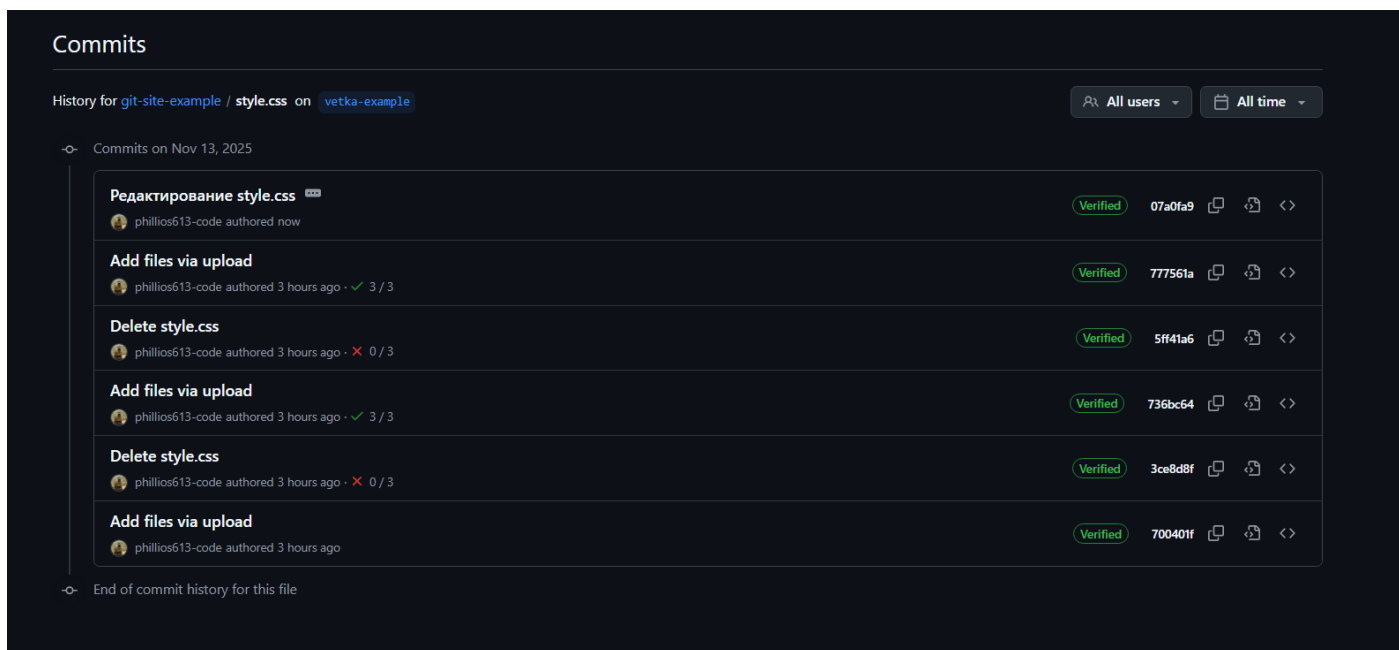 Commits
History for git-site-example / style.css on vetka-example
All users
All time
Commits on Nov 13, 2025
Редактирование style.css
phillios613-code authored now
Verified 07a0fa9
Add files via upload
phillios613-code authored 3 hours ago · 3 / 3
Verified 777561a
Delete style.css
phillios613-code authored 3 hours ago · 0 / 3
Verified 5ff41a6
Add files via upload
phillios613-code authored 3 hours ago · 3 / 3
Verified 736bc64
Delete style.css
phillios613-code authored 3 hours ago · 0 / 3
Verified 3ce8d8f
Add files via upload
phillios613-code authored 3 hours ago
Verified 700401f
End of commit history for this file